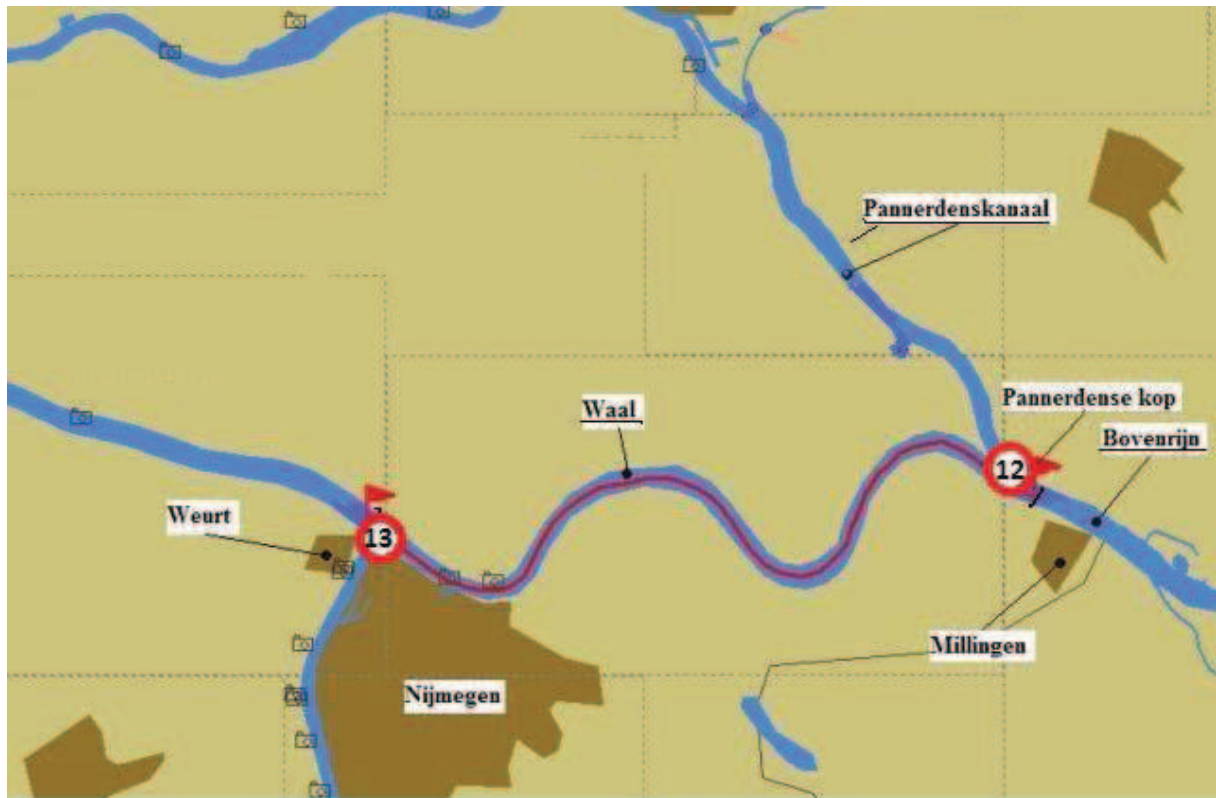 Pannerdenskanaal
Pannerdense kop
Waal
Bovenrijn
12
Weurt
13
Millingen
Nijmegen